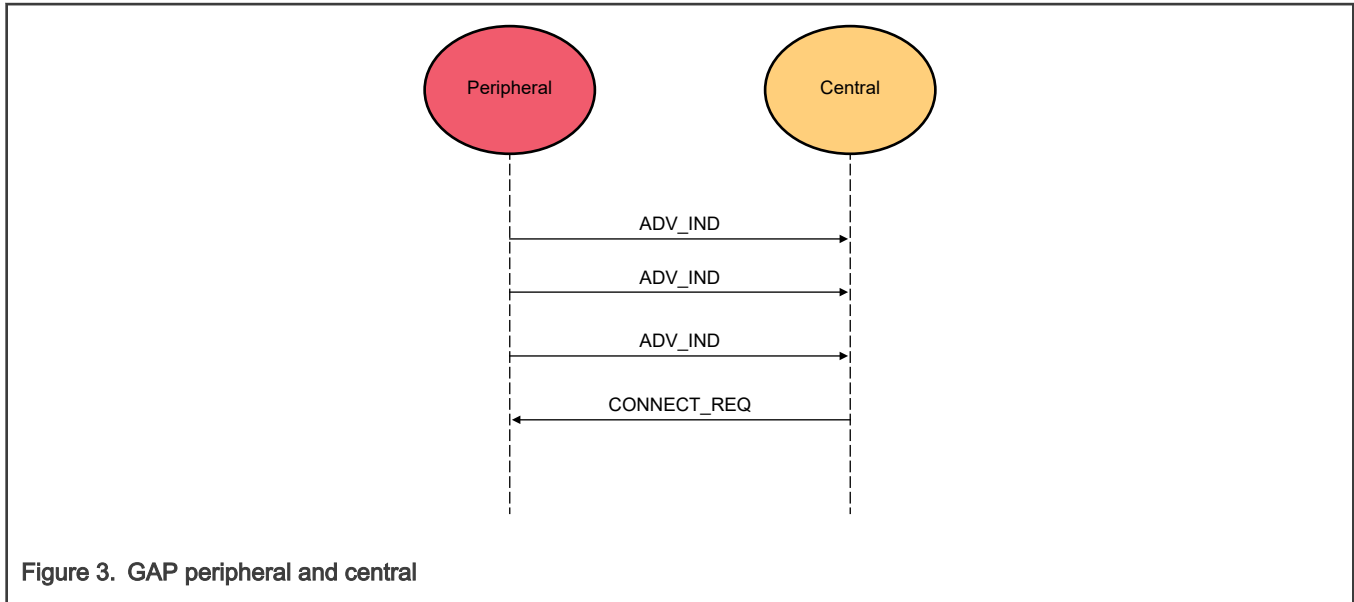 Peripheral
Central
ADV_IND
ADV_IND
ADV_IND
CONNECT_REQ
Figure 3. GAP peripheral and central